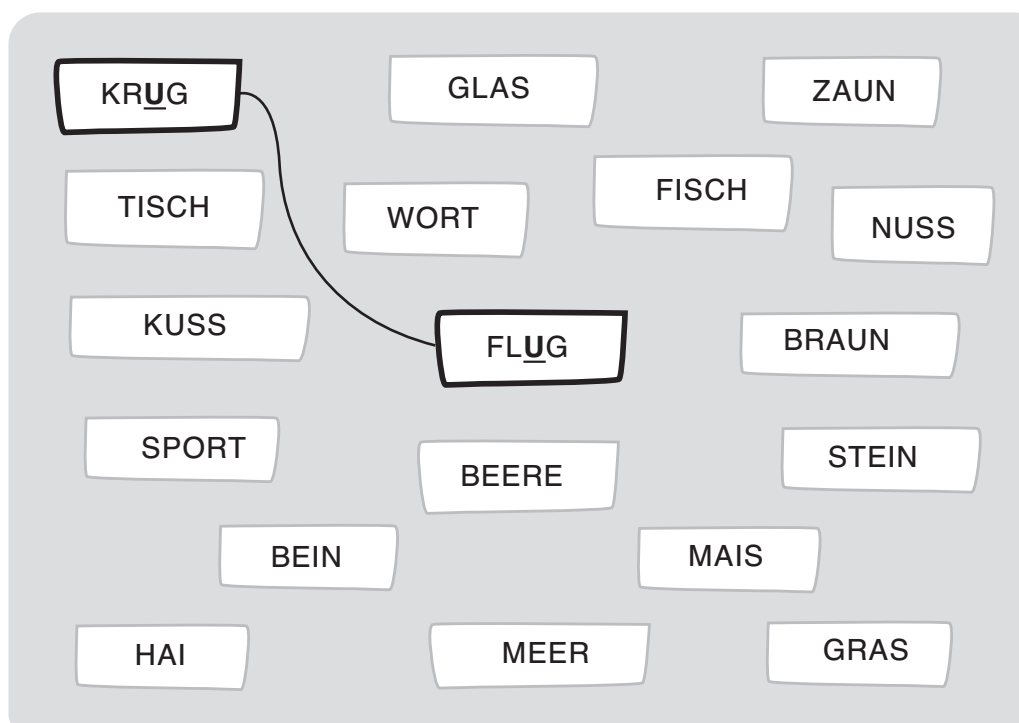 KRUG
GLAS
ZAUN
TISCH
WORT
FISCH
NUSS
KUSS
FLUG
BRAUN
SPORT
BEERE
STEIN
BEIN
MAIS
HAI
MEER
GRAS